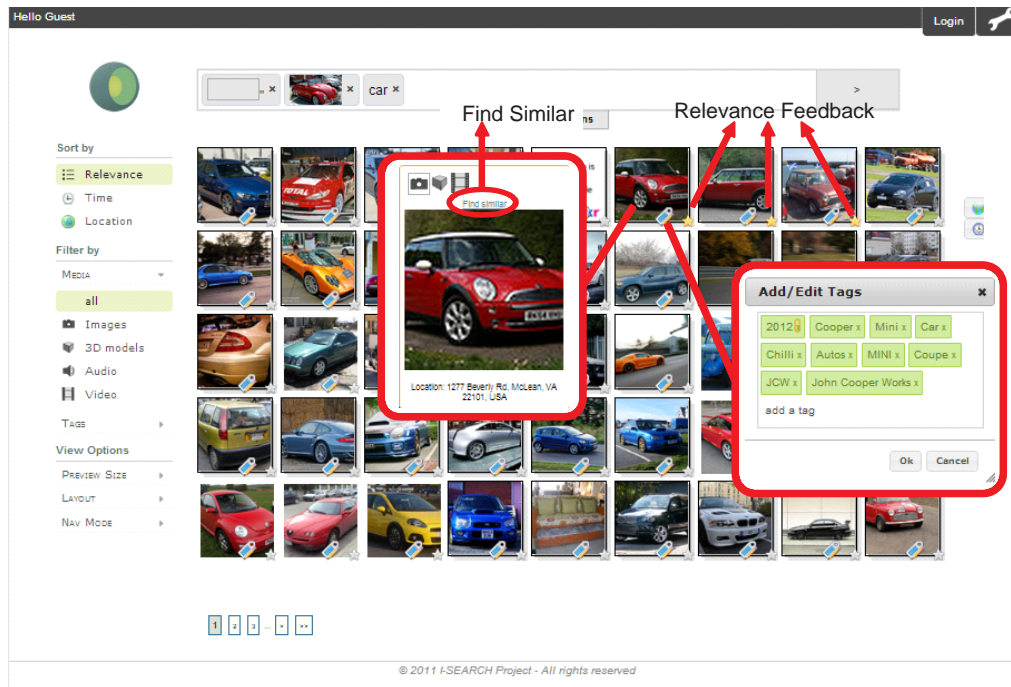 Hello Guest
Login
car ×
>
Find Similar
Relevance Feedback
ns
Sort by
Relevance
Time
Location
Filter by
MEDIA
all
Images
3D models
Audio
Video
TAGS
View Options
PREVIEW SIZE
LAYOUT
NAV MODE
TOTAL
is
Find similar
Location: 1277 Beverly Rd, McLean, VA
22101, USA
Add/Edit Tags ×
2012 Cooper x Mini x Car x
Chilli x Autos x MINI x Coupe x
JCW x John Cooper Works x
add a tag
Ok Cancel
1 2 3 ... > >>
© 2011 I-SEARCH Project - All rights reserved